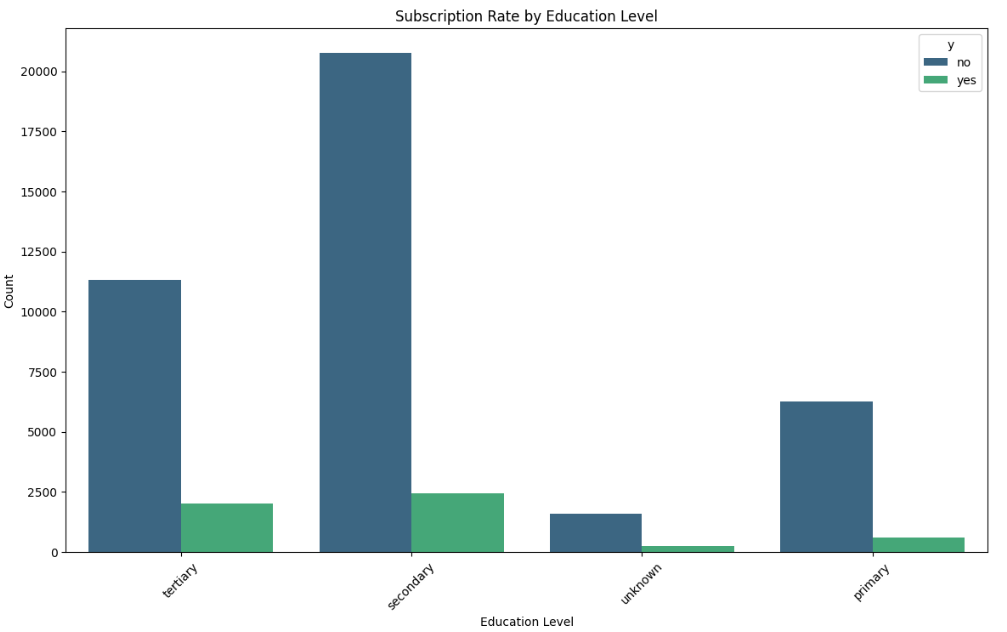 Subscription Rate by Education Level
y
no
yes
Count
20000
17500
15000
12500
10000
7500
5000
2500
0
tertiary
secondary
unknown
primary
Education Level